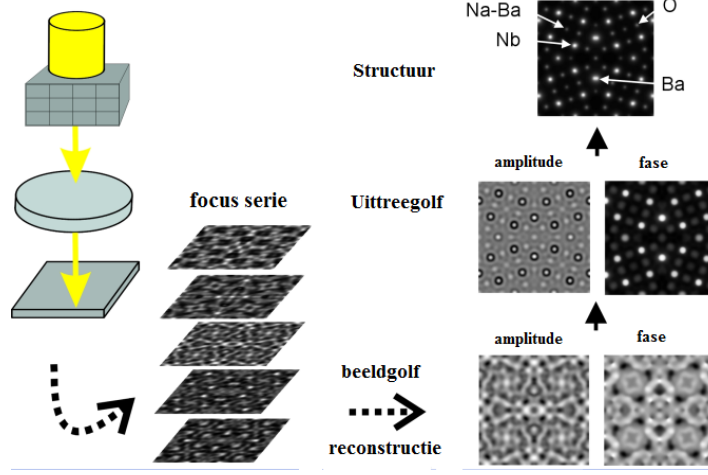 Na-Ba
O
Nb
Structuur
Ba
amplitude
fase
focus serie
Uittreegolf
amplitude
fase
beeldgolf
reconstructie